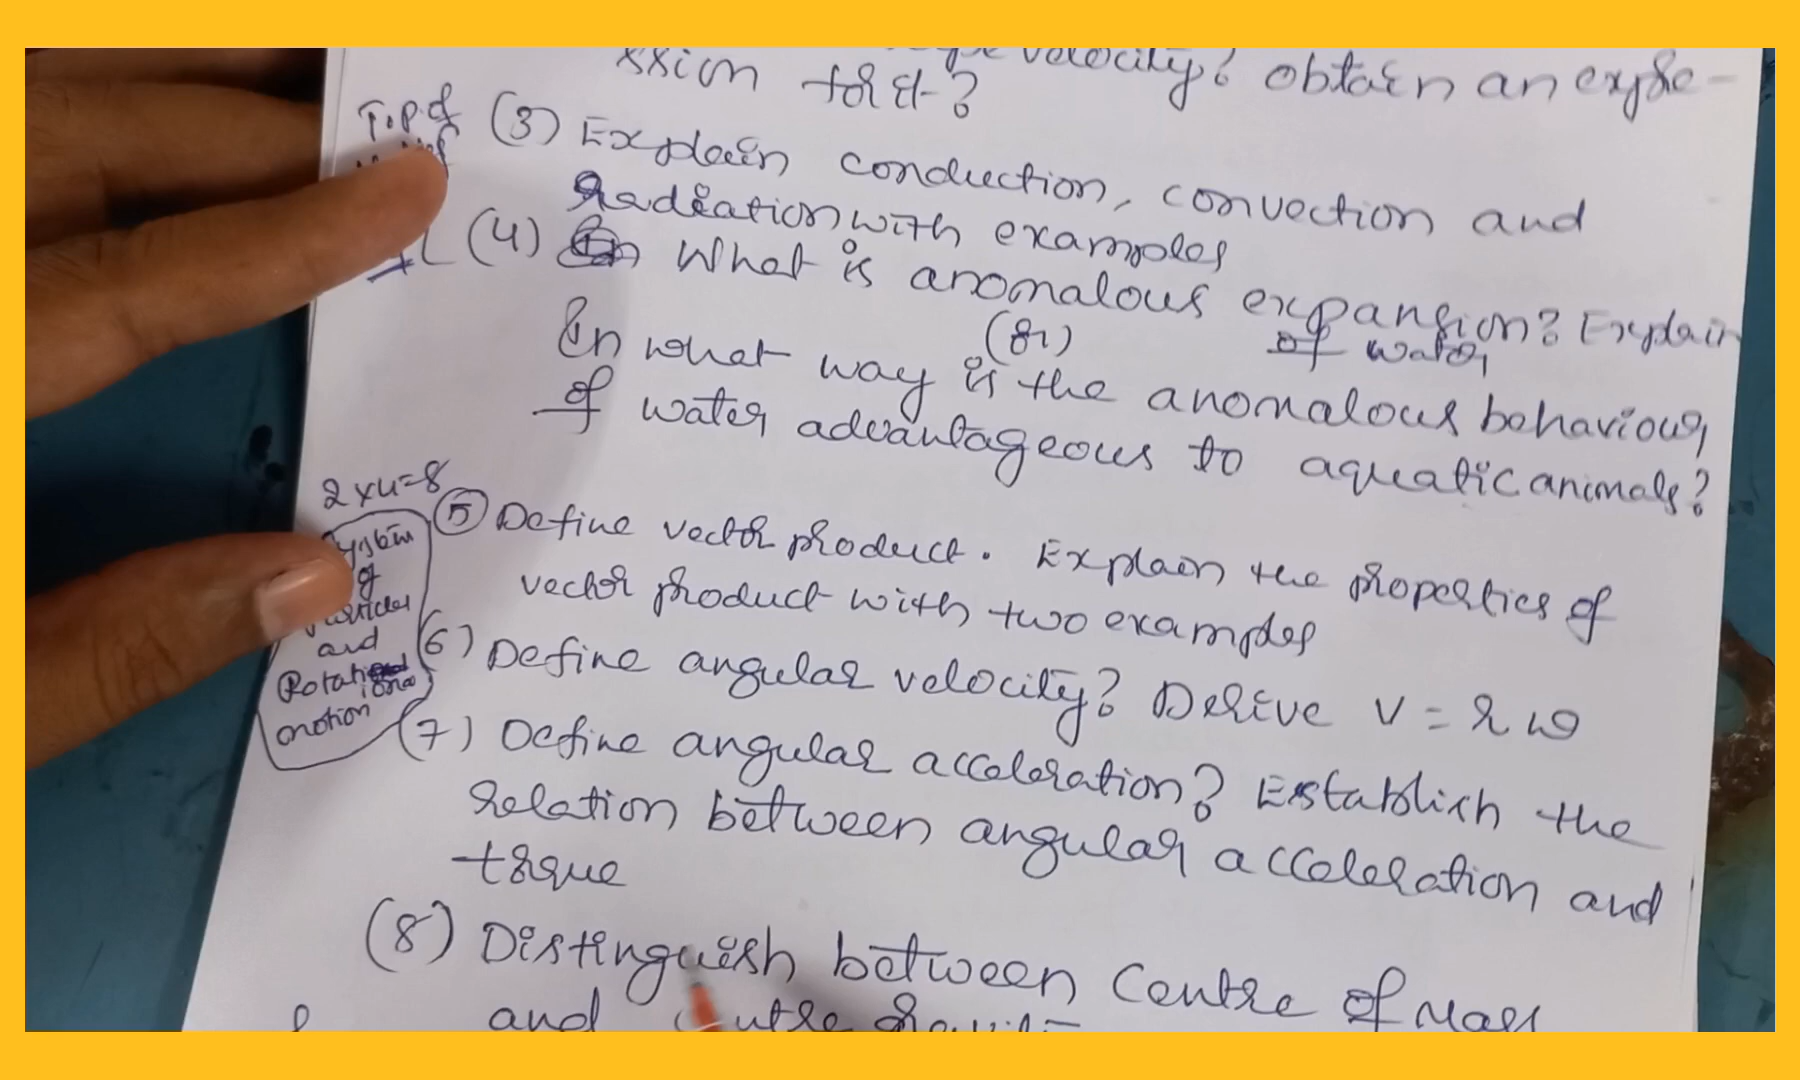 velocity? obtain an expre-
ssion for it?
T.P. of (3) Explain conduction, convection and
radiation with examples
(4) What is anomalous expansion? Explain
(or) of water
In what way is the anomalous behaviour
of water advantageous to aquatic animals?
2x4=8
(5) Define vector product. Explain the properties of
vector product with two examples
System
of
and
Rotational
motion
(6) Define angular velocity? Derive V = r ω
(7) Define angular acceleration? Establish the
relation between angular acceleration and
torque
(8) Distinguish between Centre of Mass
and